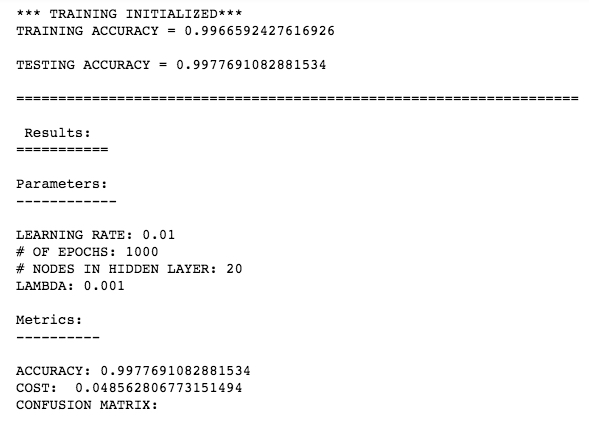 *** TRAINING INITIALIZED***
TRAINING ACCURACY = 0.9966592427616926
TESTING ACCURACY = 0.9977691082881534
===================================================================
Results:
===========
Parameters:
------------
LEARNING RATE: 0.01
# OF EPOCHS: 1000
# NODES IN HIDDEN LAYER: 20
LAMBDA: 0.001
Metrics:
----------
ACCURACY: 0.9977691082881534
COST:  0.048562806773151494
CONFUSION MATRIX: